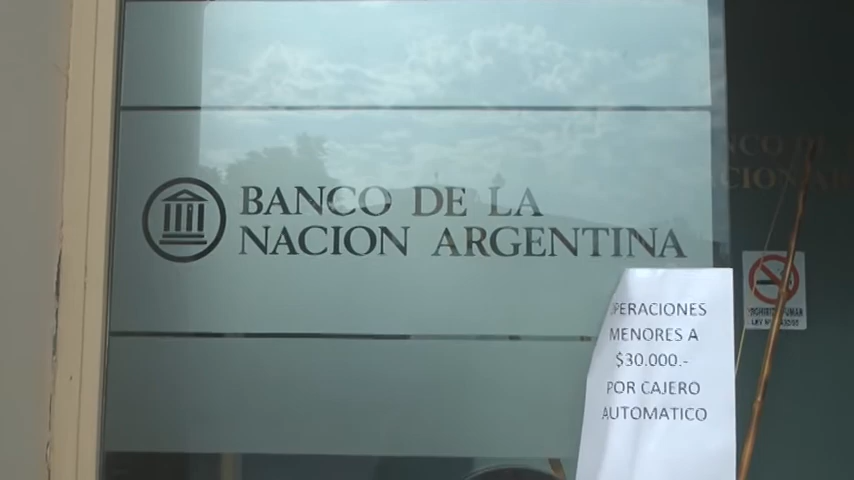 BANCO DE LA
NACION ARGENTINA
PERACIONES
MENORES A
$30.000.-
POR CAJERO
AUTOMATICO